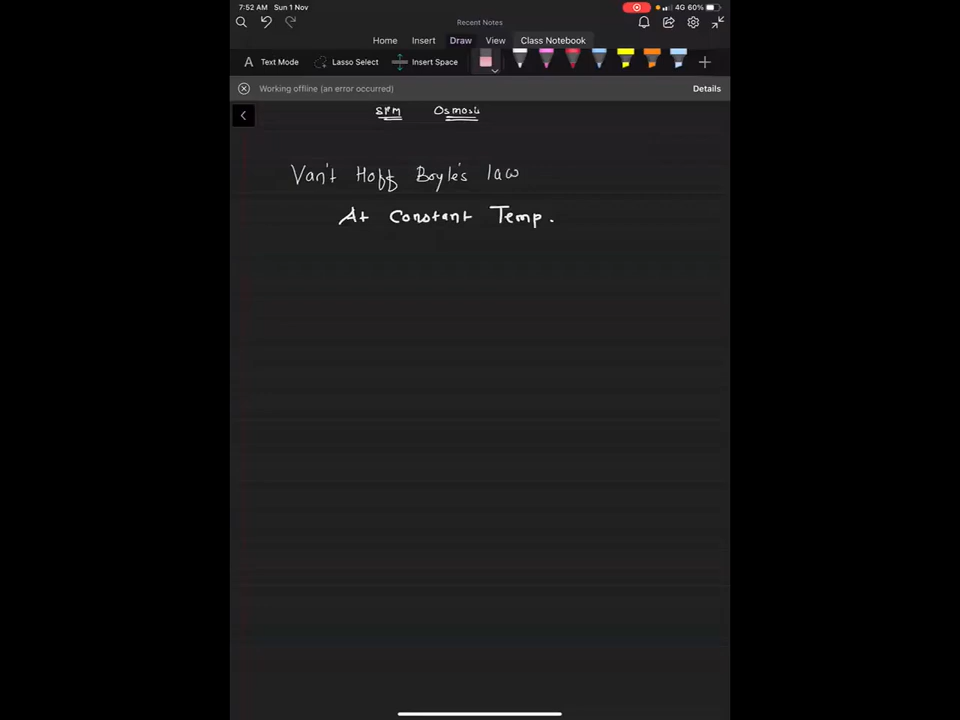 7:52 AM Sun 1 Nov 4G 60%
Recent Notes
Home Insert Draw View Class Notebook
Text Mode Lasso Select Insert Space
Working offline (an error occurred) Details
SPM Osmosis
Van't Hoff Boyle's law
At Constant Temp.